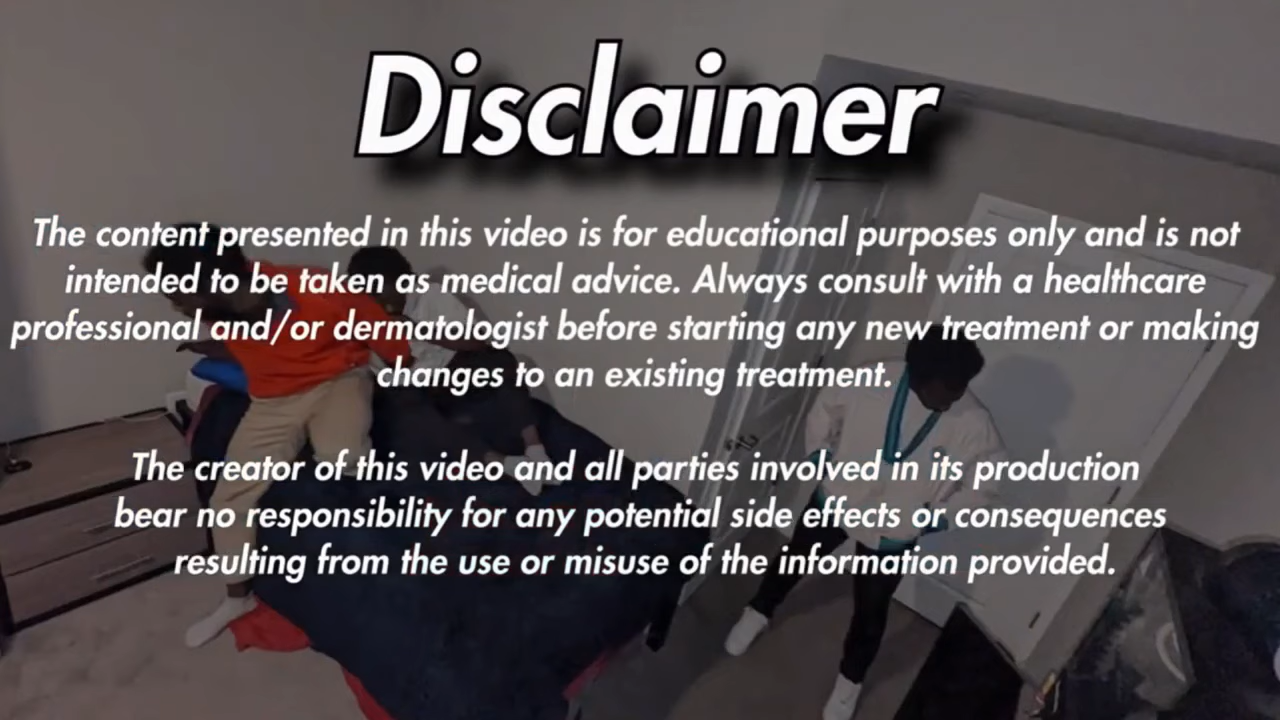 Disclaimer
The content presented in this video is for educational purposes only and is not
intended to be taken as medical advice. Always consult with a healthcare
professional and/or dermatologist before starting any new treatment or making
changes to an existing treatment.
The creator of this video and all parties involved in its production
bear no responsibility for any potential side effects or consequences
resulting from the use or misuse of the information provided.